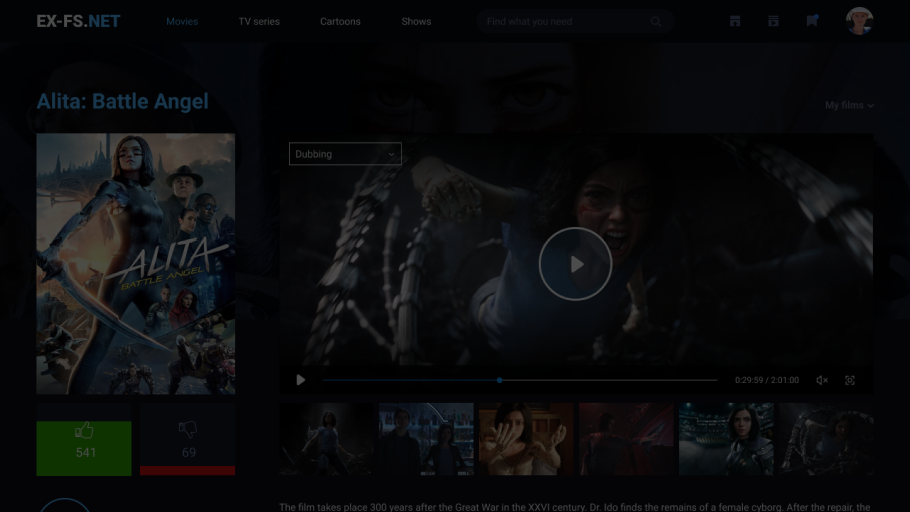 EX-FS.NET
Movies
TV series
Cartoons
Shows
Find what you need
Alita: Battle Angel
My films
Dubbing
ALITA
BATTLE ANGEL
0:29:59 / 2:01:00
541
69
The film takes place 300 years after the Great War in the XXVI century. Dr. Ido finds the remains of a female cyborg. After the repair, the